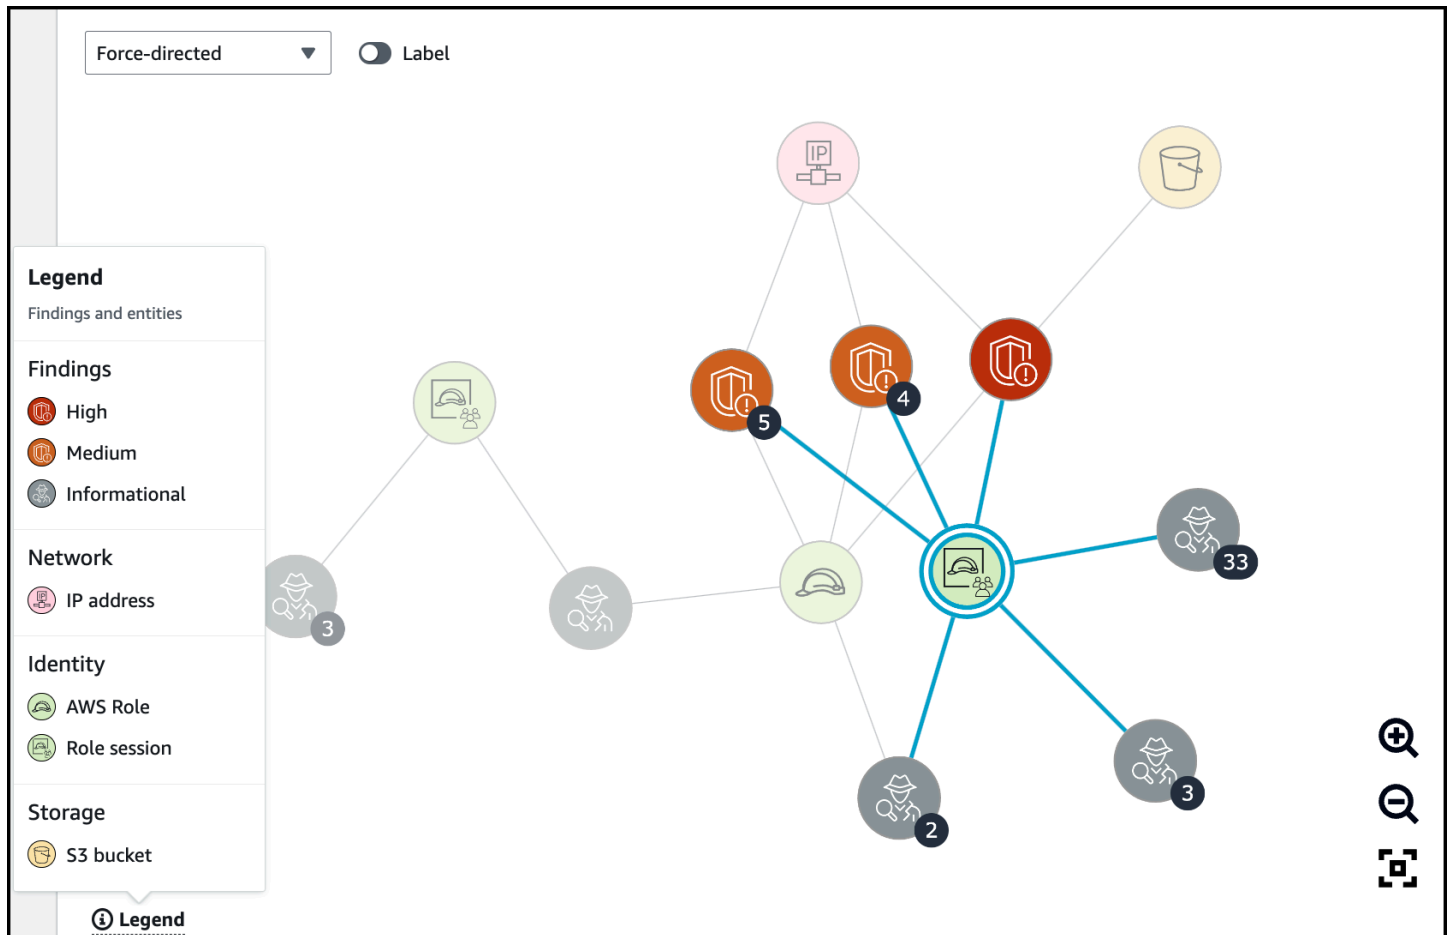 Force-directed
Label
IP
Legend
Findings and entities
Findings
High
Medium
Informational
Network
IP address
Identity
AWS Role
Role session
Storage
S3 bucket
Legend
5
4
33
3
3
2